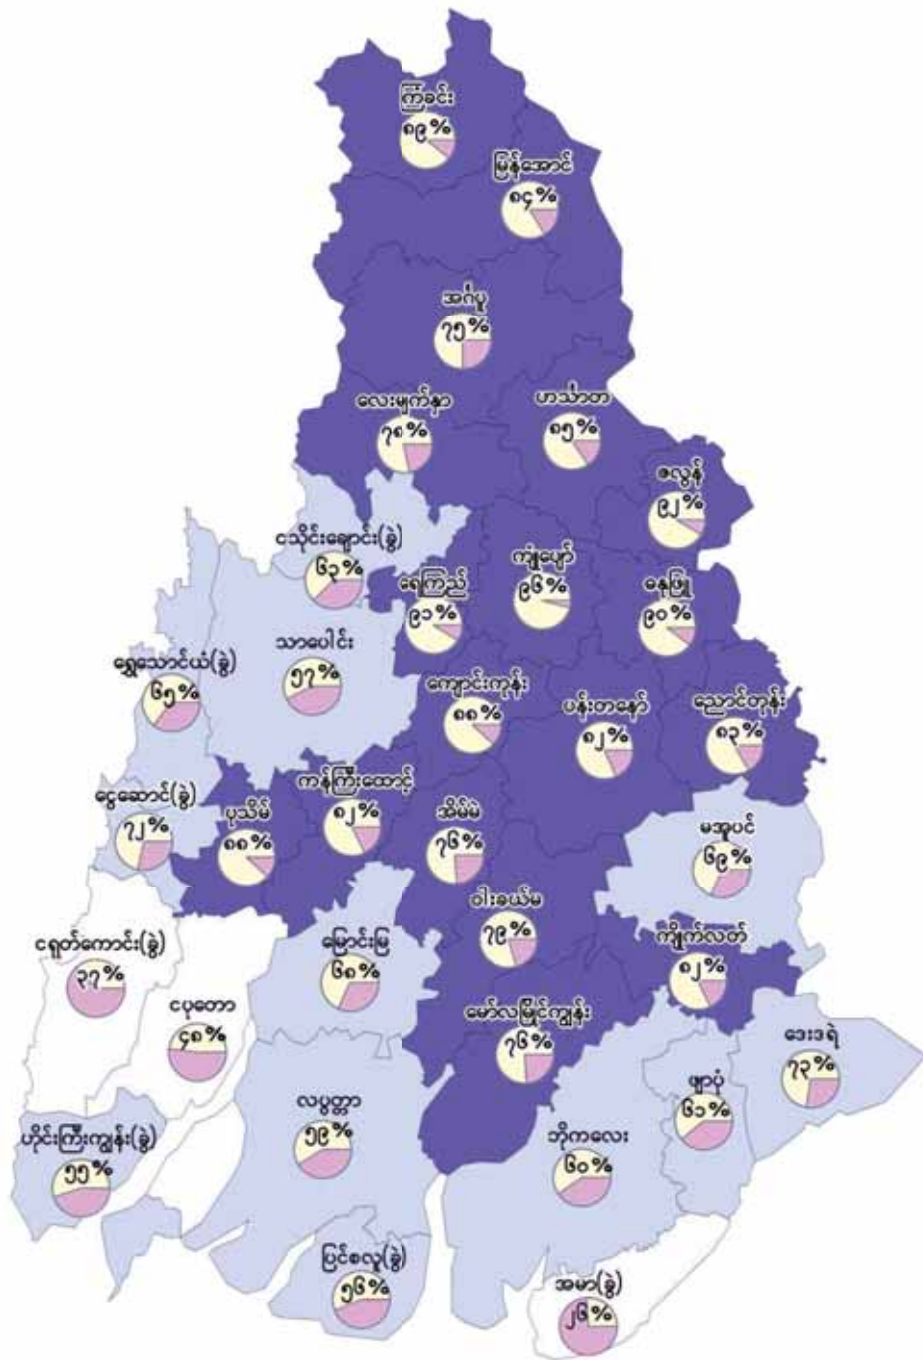 ကြံခင်း
၈၉%
မြန်အောင်
၈၄%
အင်္ဂပူ
၇၅%
လေးမျက်နှာ
၇၈%
ဟင်္သာတ
၈၅%
ဇလွန်
၉၂%
ငသိုင်းချောင်း(ခွဲ)
၆၃%
ရေကြည်
၉၁%
ကျုံပျော်
၉၆%
ဓနုဖြူ
၉၀%
ရွှေသောင်ယံ(ခွဲ)
၆၅%
သာပေါင်း
၅၇%
ကျောင်းကုန်း
၈၈%
ပန်းတနော်
၈၂%
ညောင်တုန်း
၈၃%
ငွေဆောင်(ခွဲ)
၇၂%
ပုသိမ်
၈၈%
ကန်ကြီးထောင့်
၈၂%
အိမ်မဲ
၇၆%
မအူပင်
၆၉%
ဝါးခယ်မ
၇၉%
ငရုတ်ကောင်း(ခွဲ)
၃၇%
မြောင်းမြ
၆၈%
ကျိုက်လတ်
၈၂%
ငပုတော
၄၈%
မော်လမြိုင်ကျွန်း
၇၆%
ဒေးဒရဲ
၇၃%
ဟိုင်းကြီးကျွန်း(ခွဲ)
၅၅%
လပွတ္တာ
၅၉%
ဘိုကလေး
၆၀%
ဖျာပုံ
၆၁%
ပြင်စလူ(ခွဲ)
၅၆%
အမာ(ခွဲ)
၂၆%